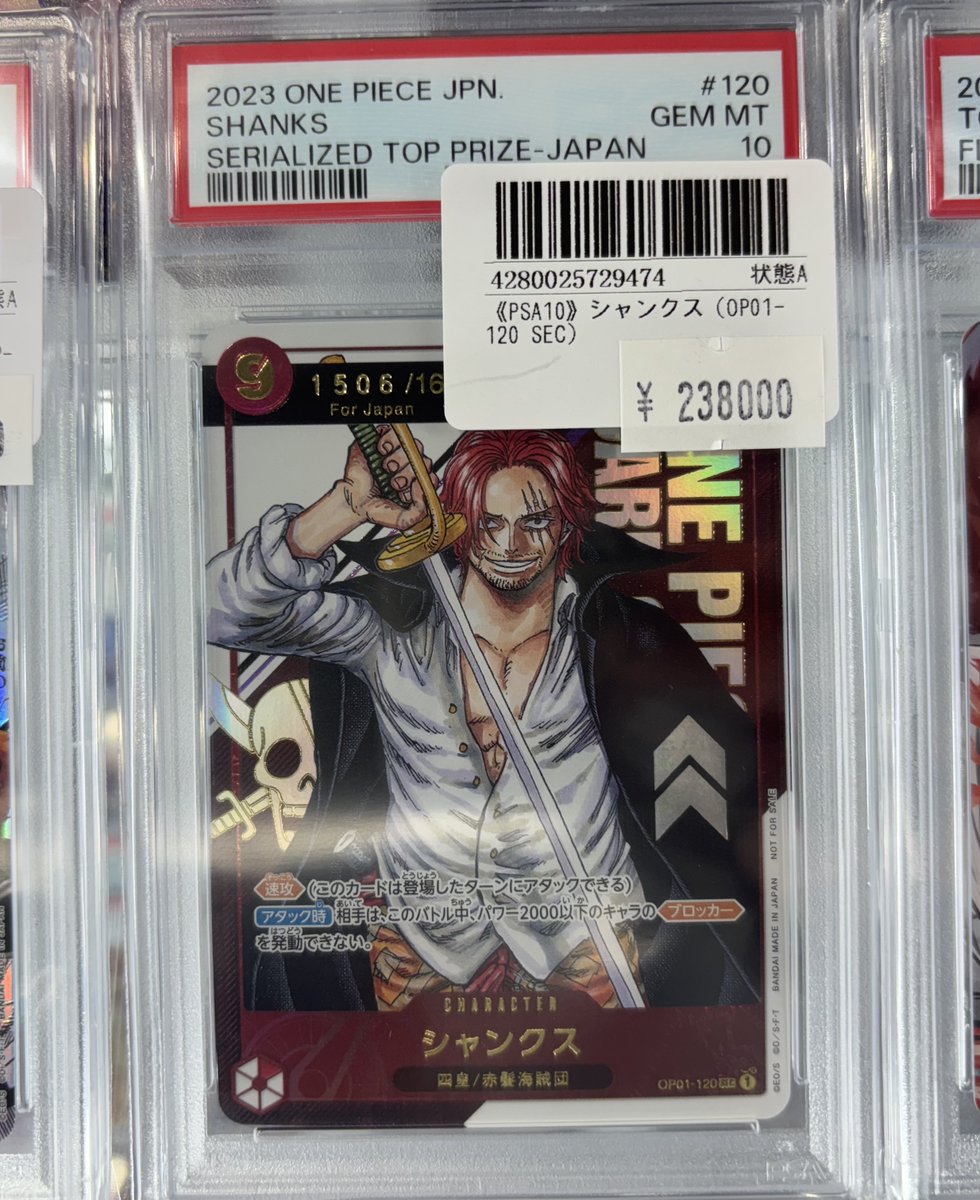 2023 ONE PIECE JPN. #120
SHANKS GEM MT
SERIALIZED TOP PRIZE-JAPAN 10
4280025729474 状態A
《PSA10》シャンクス（OP01-
120 SEC）
¥ 238000
9
1506/16
For Japan
NE PIE
CAR
速攻 (このカードは登場したターンにアタックできる)
アタック時 相手は、このバトル中、パワー2000以下のキャラの ブロッカー
を発動できない。
CHARACTER
シャンクス
四皇/赤髪海賊団
OP01-120
1
©EO/S ©O/S・F・T BANDAI MADE IN JAPAN NOT FOR SALE